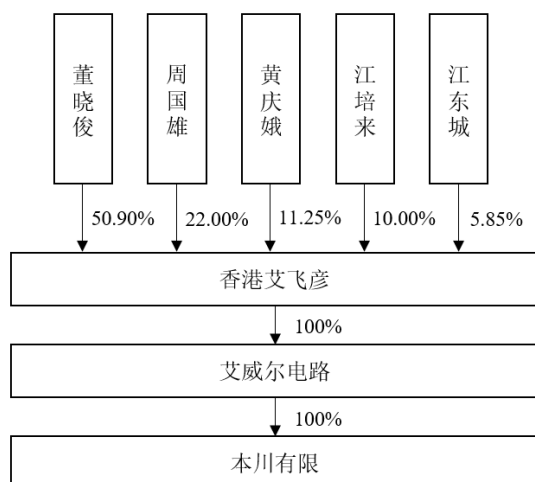 董晓俊
周国雄
黄庆娥
江培来
江东城
50.90%
22.00%
11.25%
10.00%
5.85%
香港艾飞彦
100%
艾威尔电路
100%
本川有限